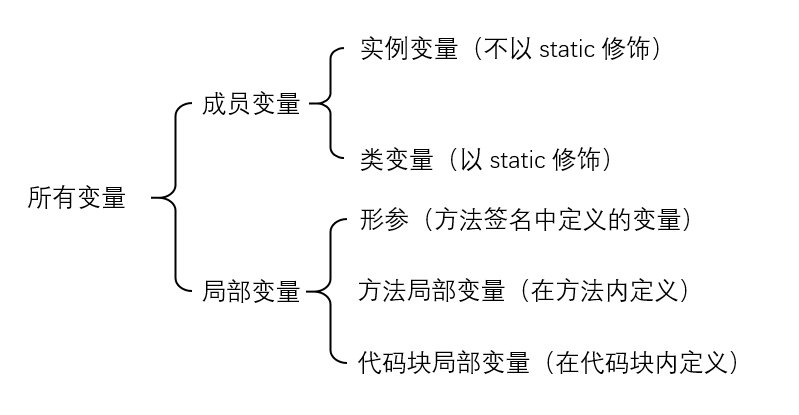 所有变量
成员变量
实例变量（不以 static 修饰）
类变量（以 static 修饰）
局部变量
形参（方法签名中定义的变量）
方法局部变量（在方法内定义）
代码块局部变量（在代码块内定义）